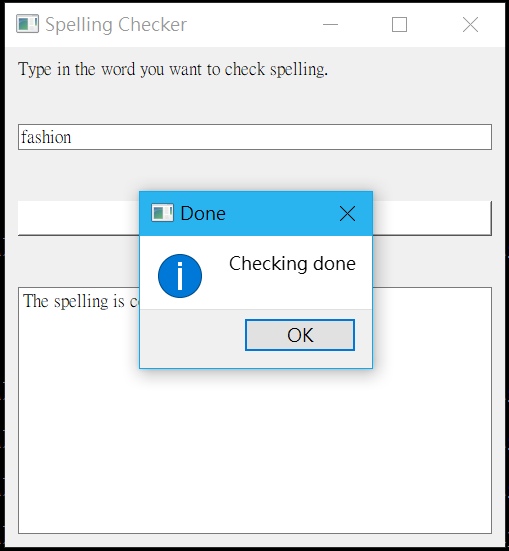 Spelling Checker
Type in the word you want to check spelling.
fashion
Done
Checking done
OK
The spelling is